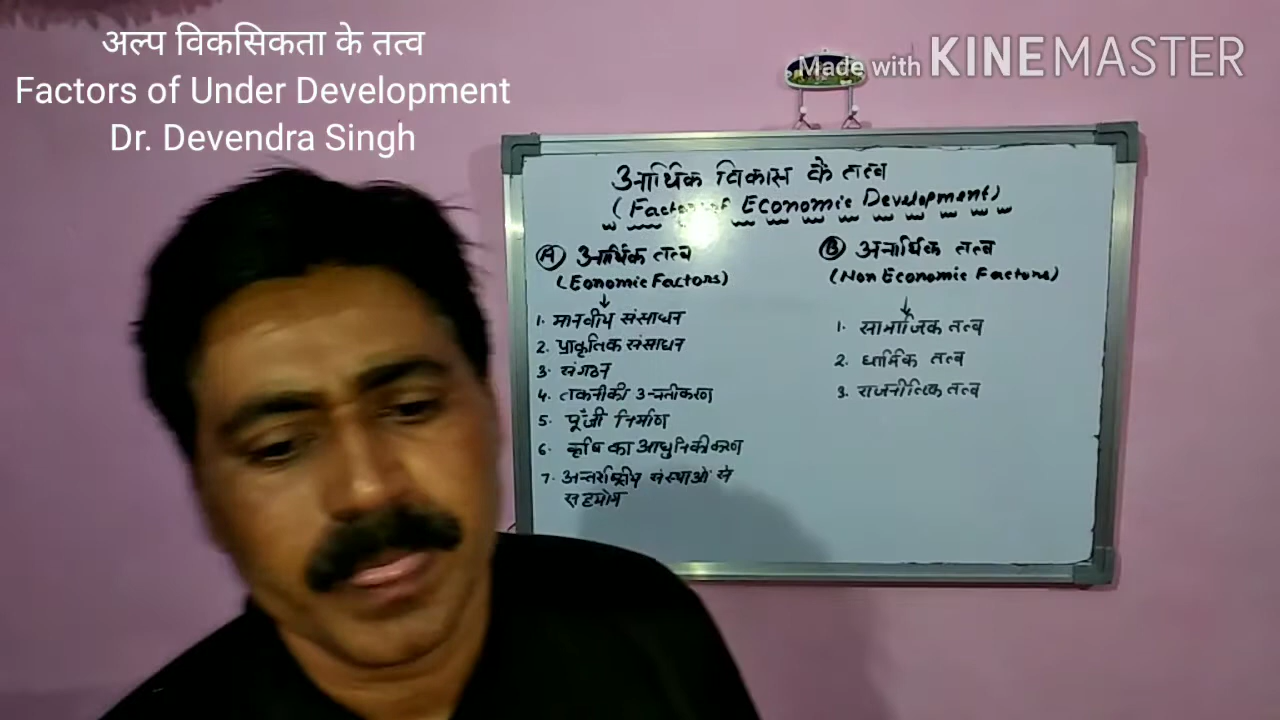 अल्प विकसिकता के तत्व
Factors of Under Development
Dr. Devendra Singh
Made with KINEMASTER
आर्थिक विकास के तत्व
(Factors of Economic Development)
(A) आर्थिक तत्व
(Eonomic Factors)
1. मानवीय संसाधन
2. प्राकृतिक संसाधन
3. संगठन
4. तकनीकी उन्नतीकरण
5. पूँजी निर्माण
6. कृषि का आधुनिकीकरण
7. अन्तर्राष्ट्रीय संस्थाओं से
सहयोग
(B) अनार्थिक तत्व
(Non Economic Factors)
1. सामाजिक तत्व
2. धार्मिक तत्व
3. राजनीतिक तत्व